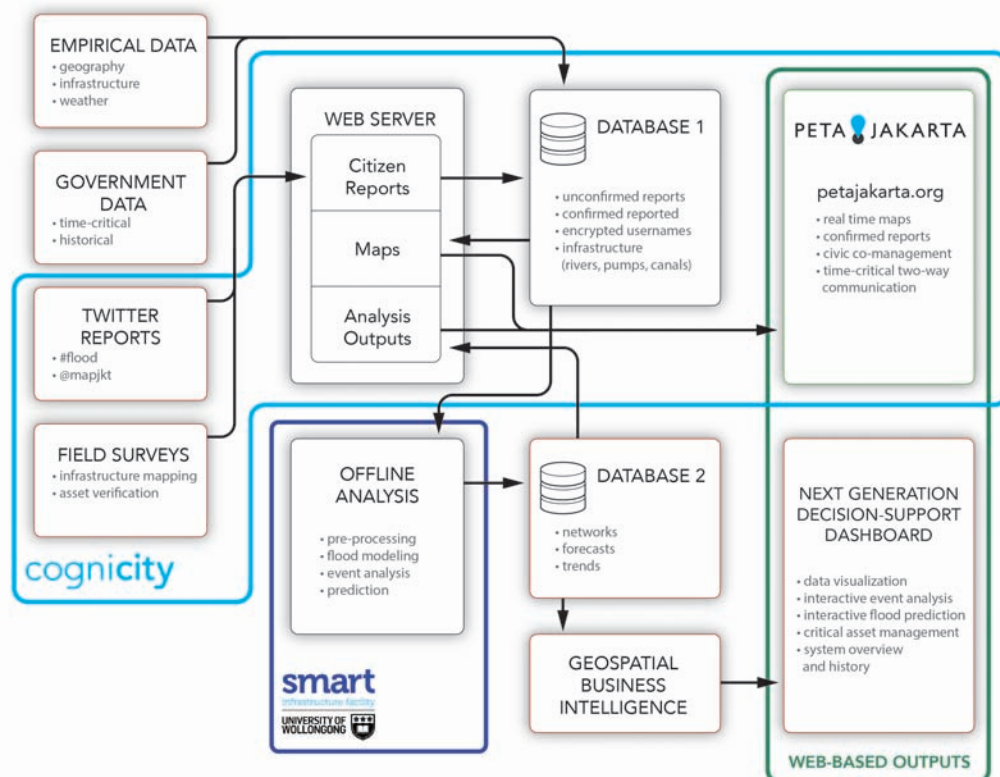 EMPIRICAL DATA
• geography
• infrastructure
• weather
GOVERNMENT
DATA
• time-critical
• historical
TWITTER
REPORTS
• #flood
• @mapjkt
FIELD SURVEYS
• infrastructure mapping
• asset verification
cognicity
WEB SERVER
Citizen
Reports
Maps
Analysis
Outputs
DATABASE 1
• unconfirmed reports
• confirmed reported
• encrypted usernames
• infrastructure
(rivers, pumps, canals)
PETA JAKARTA
petajakarta.org
• real time maps
• confirmed reports
• civic co-management
• time-critical two-way
communication
OFFLINE
ANALYSIS
• pre-processing
• flood modeling
• event analysis
• prediction
smart
infrastructure facility
UNIVERSITY OF
WOLLONGONG
DATABASE 2
• networks
• forecasts
• trends
GEOSPATIAL
BUSINESS
INTELLIGENCE
NEXT GENERATION
DECISION-SUPPORT
DASHBOARD
• data visualization
• interactive event analysis
• interactive flood prediction
• critical asset management
• system overview
and history
WEB-BASED OUTPUTS